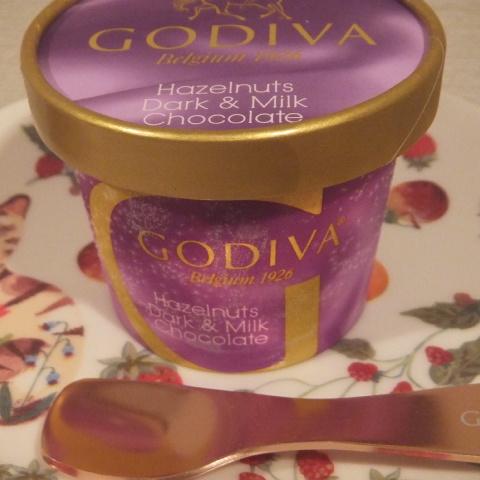 GODIVA
Belgium 1926
Hazelnuts
Dark & Milk
Chocolate
GODIVA®
Belgium 1926
Hazelnuts
Dark & Milk
Chocolate
G